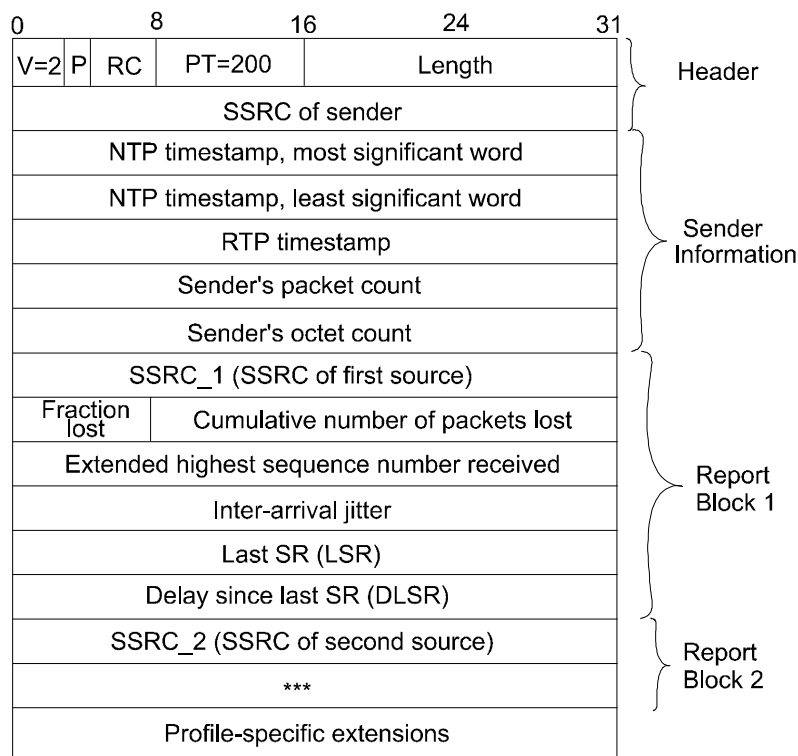 0 8 16 24 31
V=2 P RC PT=200 Length
Header
SSRC of sender
NTP timestamp, most significant word
NTP timestamp, least significant word
RTP timestamp
Sender
Information
Sender's packet count
Sender's octet count
SSRC_1 (SSRC of first source)
Fraction
lost
Cumulative number of packets lost
Extended highest sequence number received
Report
Block 1
Inter-arrival jitter
Last SR (LSR)
Delay since last SR (DLSR)
SSRC_2 (SSRC of second source)
Report
Block 2
***
Profile-specific extensions